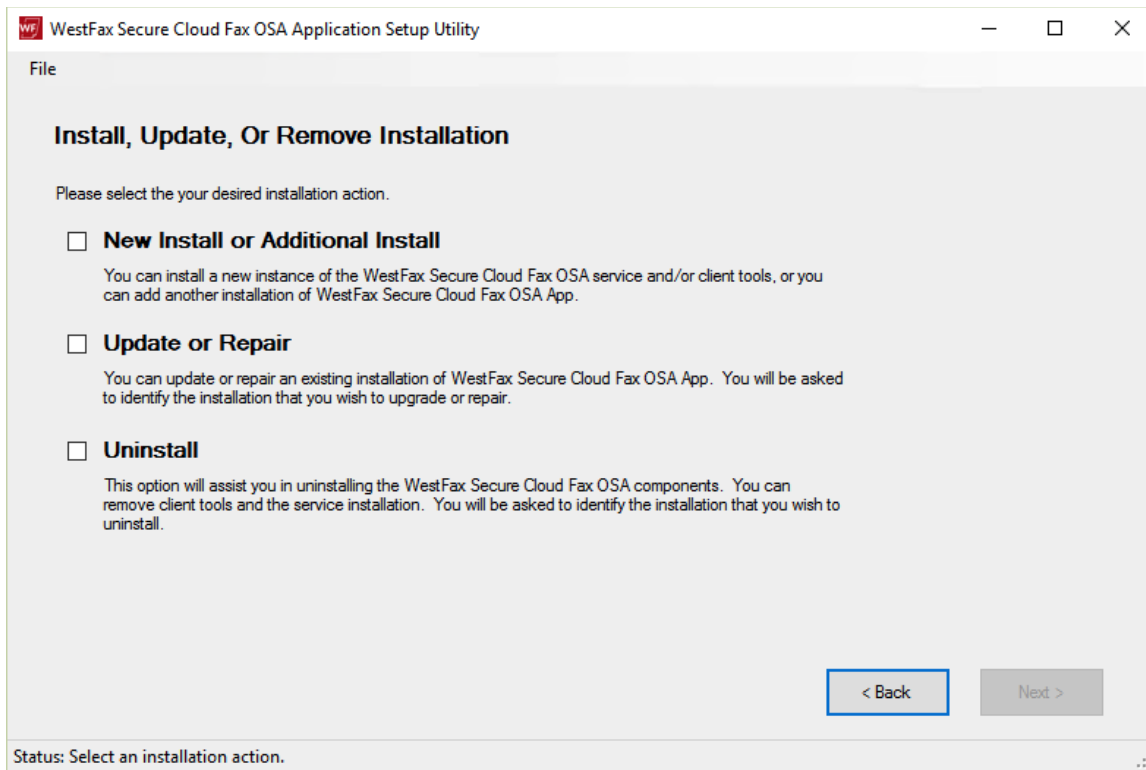 WF WestFax Secure Cloud Fax OSA Application Setup Utility
File
Install, Update, Or Remove Installation
Please select the your desired installation action.
New Install or Additional Install
You can install a new instance of the WestFax Secure Cloud Fax OSA service and/or client tools, or you
can add another installation of WestFax Secure Cloud Fax OSA App.
Update or Repair
You can update or repair an existing installation of WestFax Secure Cloud Fax OSA App. You will be asked
to identify the installation that you wish to upgrade or repair.
Uninstall
This option will assist you in uninstalling the WestFax Secure Cloud Fax OSA components. You can
remove client tools and the service installation. You will be asked to identify the installation that you wish to
uninstall.
< Back
Next >
Status: Select an installation action.